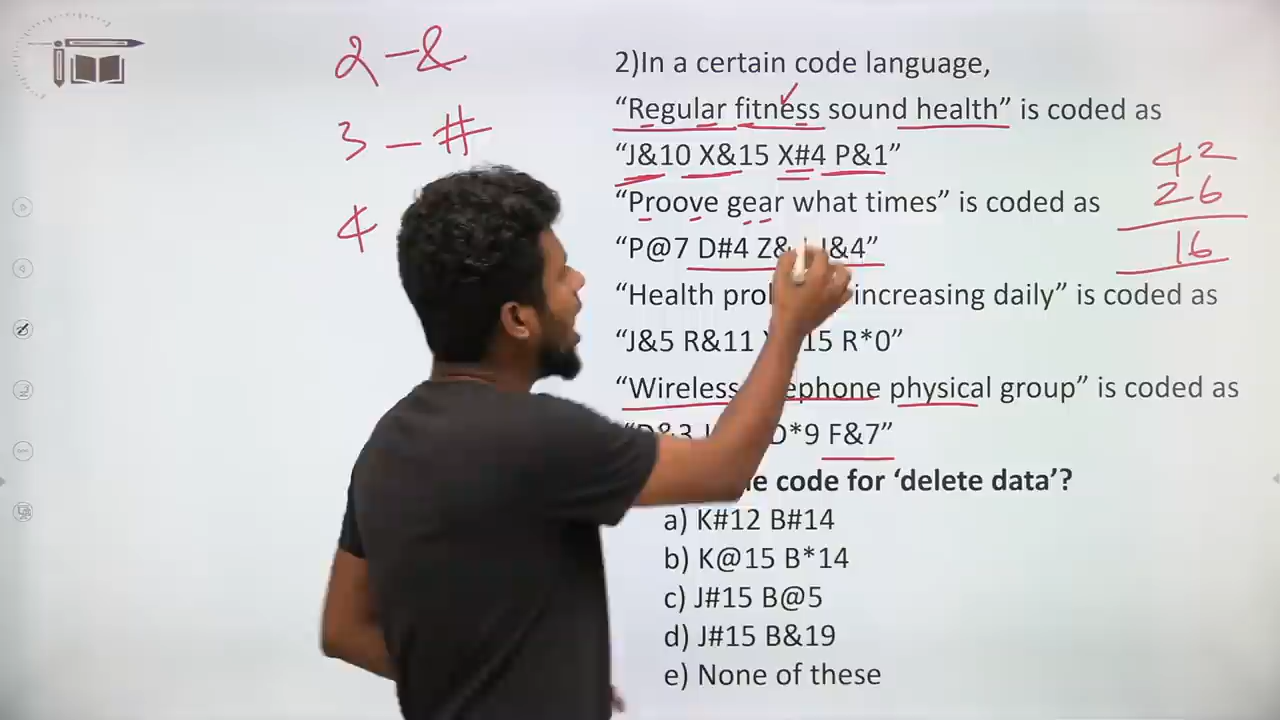 2 - &
3 - #
4
2)In a certain code language,
“Regular fitness sound health” is coded as
“J&10 X&15 X#4 P&1”
“Proove gear what times” is coded as
“P@7 D#4 Z& &4”
“Health increasing daily” is coded as
“J&5 R&11 15 R*0”
“Wireless physical group” is coded as
*9 F&7”
code for ‘delete data’?
a) K#12 B#14
b) K@15 B*14
c) J#15 B@5
d) J#15 B&19
e) None of these
42
26
16